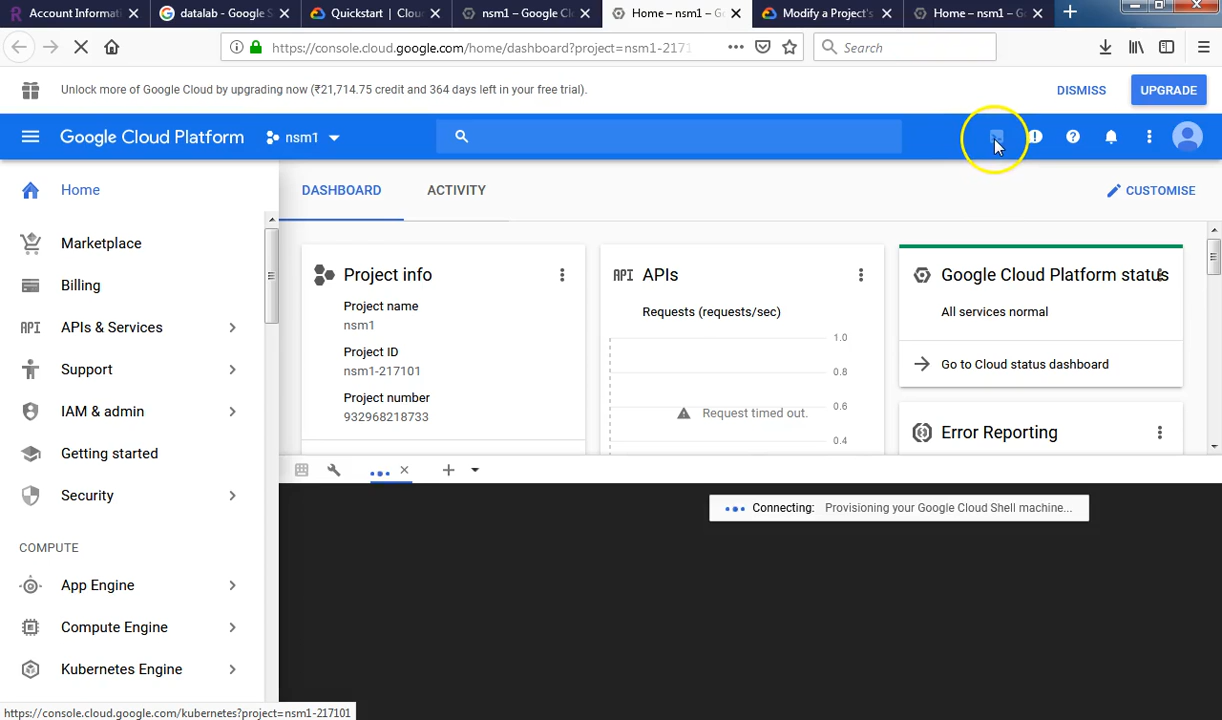 Account Informati
datalab - Google S
Quickstart | Clou
nsm1 – Google Cl
Home – nsm1 – G
Modify a Project's
Home – nsm1 – G
https://console.cloud.google.com/home/dashboard?project=nsm1-2171
Search
Unlock more of Google Cloud by upgrading now (₹21,714.75 credit and 364 days left in your free trial).
DISMISS
UPGRADE
Google Cloud Platform
nsm1
Home
DASHBOARD
ACTIVITY
CUSTOMISE
Marketplace
Billing
APIs & Services
Support
IAM & admin
Getting started
Security
COMPUTE
App Engine
Compute Engine
Kubernetes Engine
Project info
Project name
nsm1
Project ID
nsm1-217101
Project number
932968218733
API APIs
Requests (requests/sec)
1.0
0.8
0.6
0.4
Request timed out.
Google Cloud Platform status
All services normal
Go to Cloud status dashboard
Error Reporting
Connecting: Provisioning your Google Cloud Shell machine...
https://console.cloud.google.com/kubernetes?project=nsm1-217101